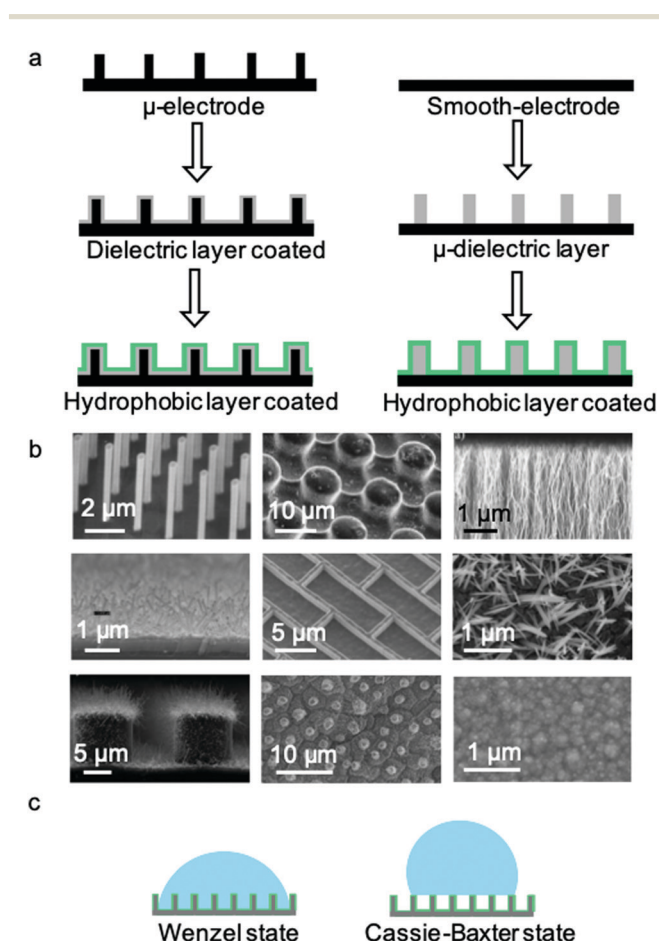 a
μ-electrode
Smooth-electrode
Dielectric layer coated
μ-dielectric layer
Hydrophobic layer coated
Hydrophobic layer coated
b
2 μm
10 μm
1 μm
1 μm
5 μm
1 μm
5 μm
10 μm
1 μm
c
Wenzel state
Cassie-Baxter state